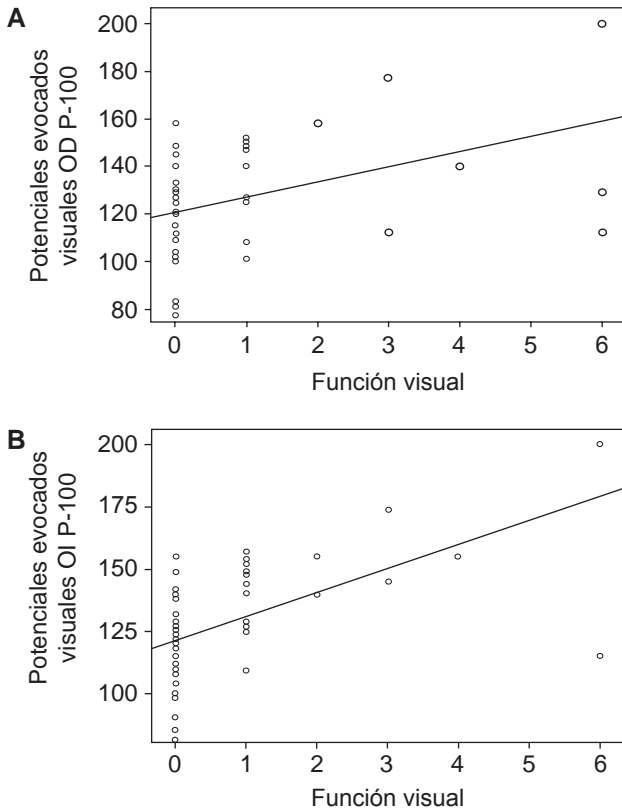 A
Potenciales evocados
visuales OD P-100
200
180
160
140
120
100
80
0 1 2 3 4 5 6
Función visual
B
Potenciales evocados
visuales OI P-100
200
175
150
125
100
0 1 2 3 4 5 6
Función visual